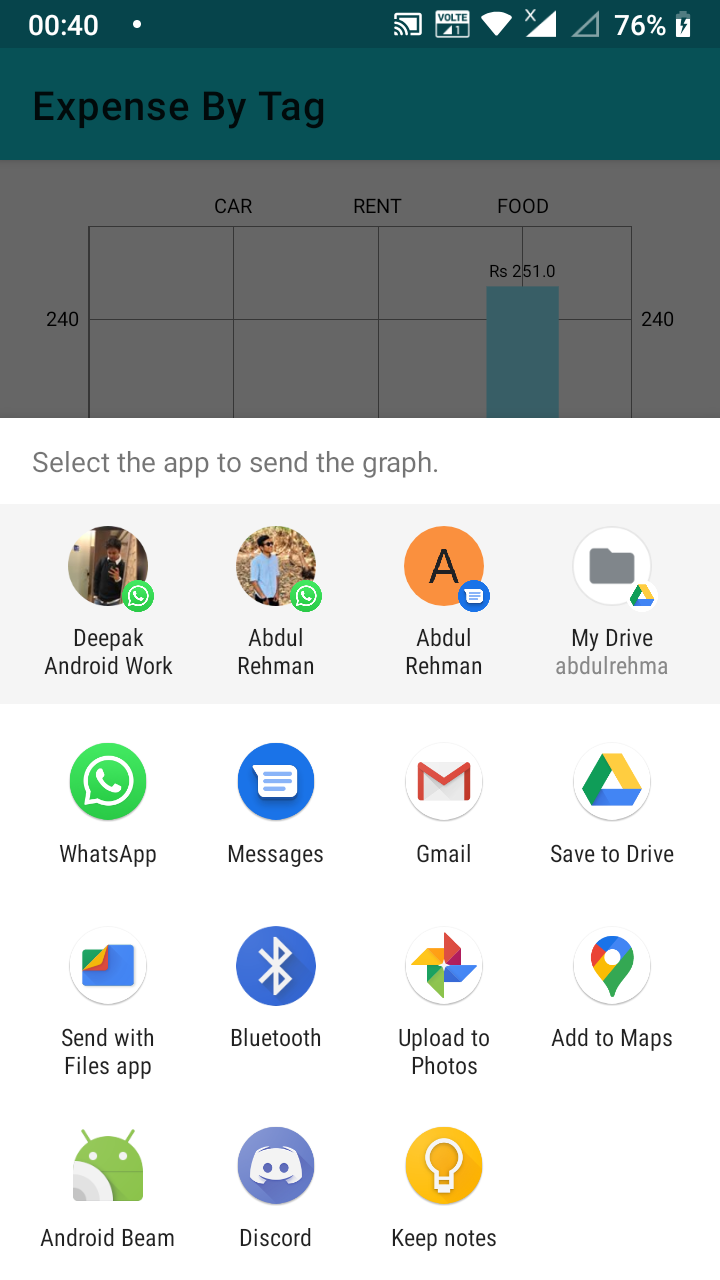 00:40
VOLTE
1
X
76%
Expense By Tag
CAR RENT FOOD
Rs 251.0
240 240
Select the app to send the graph.
A
Deepak
Android Work
Abdul
Rehman
Abdul
Rehman
My Drive
abdulrehma
WhatsApp Messages Gmail Save to Drive
Send with
Files app
Bluetooth
Upload to
Photos
Add to Maps
Android Beam Discord Keep notes